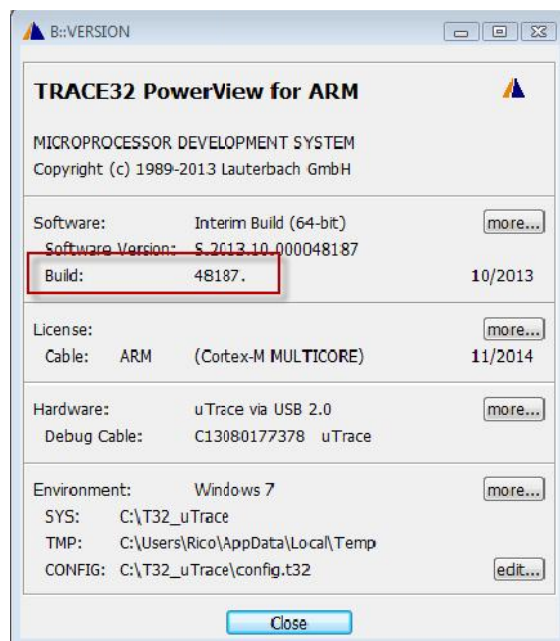 B::VERSION
TRACE32 PowerView for ARM
MICROPROCESSOR DEVELOPMENT SYSTEM
Copyright (c) 1989-2013 Lauterbach GmbH
Software: Interim Build (64-bit) more...
Software Version: S.2013.10.000048187
Build: 48187. 10/2013
License: more...
Cable: ARM (Cortex-M MULTICORE) 11/2014
Hardware: uTrace via USB 2.0 more...
Debug Cable: C13080177378 uTrace
Environment: Windows 7 more...
SYS: C:\T32_uTrace
TMP: C:\Users\Rico\AppData\Local\Temp
CONFIG: C:\T32_uTrace\config.t32 edit...
Close